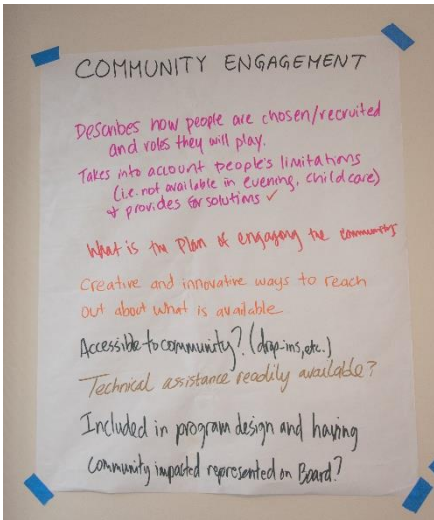 COMMUNITY ENGAGEMENT
Describes how people are chosen/recruited
and roles they will play.
Takes into account people's limitations
(i.e. not available in evening, childcare)
+ provides for solutions ✓
What is the Plan of engaging the community
Creative and innovative ways to reach
out about what is available.
Accessible to community? (drop-ins, etc.)
Technical assistance readily available?
Included in program design and having
community impacted represented on Board?